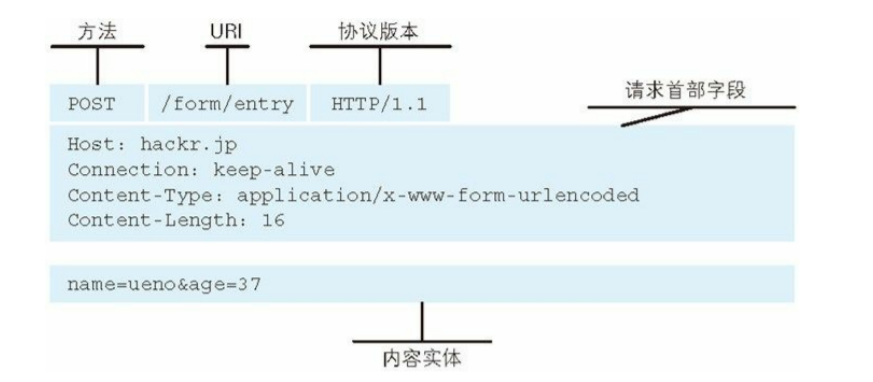 方法 URI 协议版本
请求首部字段
POST /form/entry HTTP/1.1
Host: hackr.jp
Connection: keep-alive
Content-Type: application/x-www-form-urlencoded
Content-Length: 16
name=ueno&age=37
内容实体